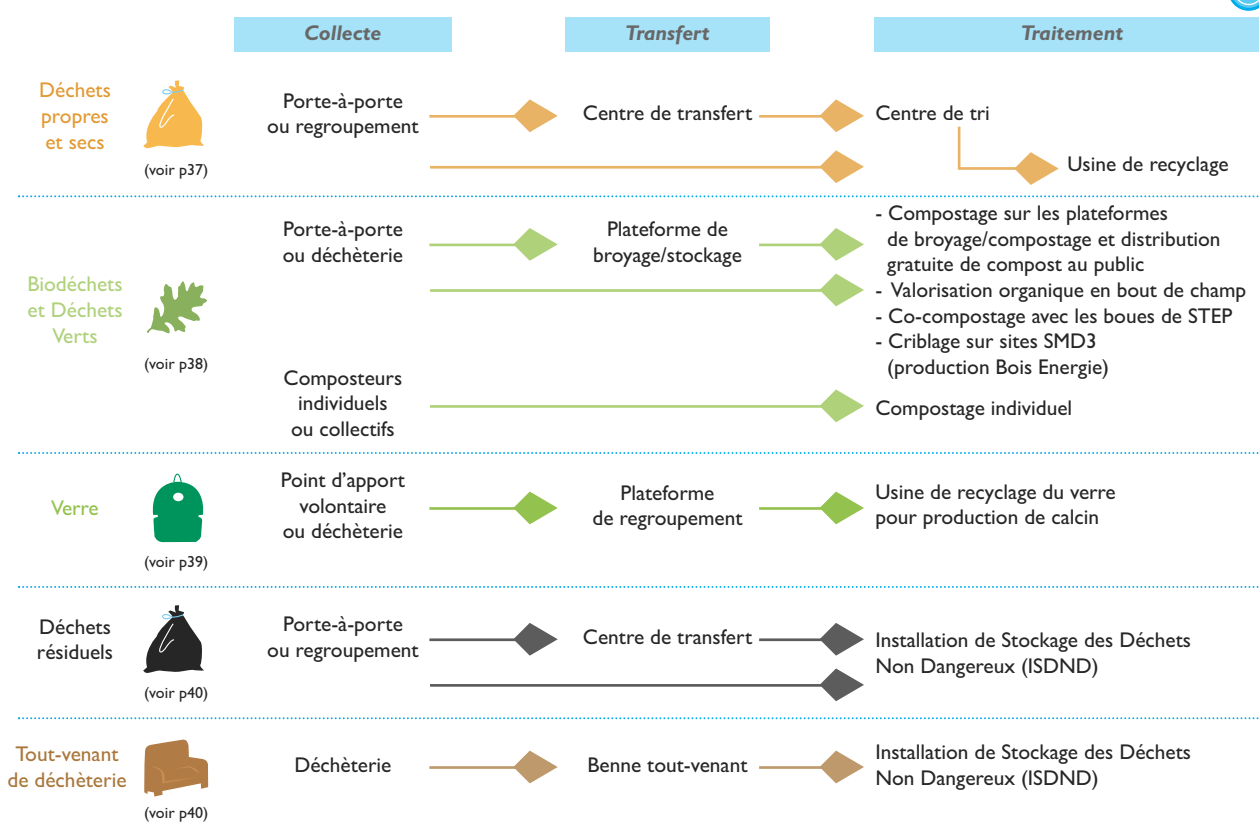 Collecte
Transfert
Traitement
Déchets
propres
et secs
(voir p37)
Porte-à-porte
ou regroupement
Centre de transfert
Centre de tri
Usine de recyclage
Biodéchets
et Déchets
Verts
(voir p38)
Porte-à-porte
ou déchèterie
Plateforme de
broyage/stockage
- Compostage sur les plateformes
de broyage/compostage et distribution
gratuite de compost au public
- Valorisation organique en bout de champ
- Co-compostage avec les boues de STEP
- Criblage sur sites SMD3
(production Bois Energie)
Composteurs
individuels
ou collectifs
Compostage individuel
Verre
(voir p39)
Point d'apport
volontaire
ou déchèterie
Plateforme
de regroupement
Usine de recyclage du verre
pour production de calcin
Déchets
résiduels
(voir p40)
Porte-à-porte
ou regroupement
Centre de transfert
Installation de Stockage des Déchets
Non Dangereux (ISDND)
Tout-venant
de déchèterie
(voir p40)
Déchèterie
Benne tout-venant
Installation de Stockage des Déchets
Non Dangereux (ISDND)